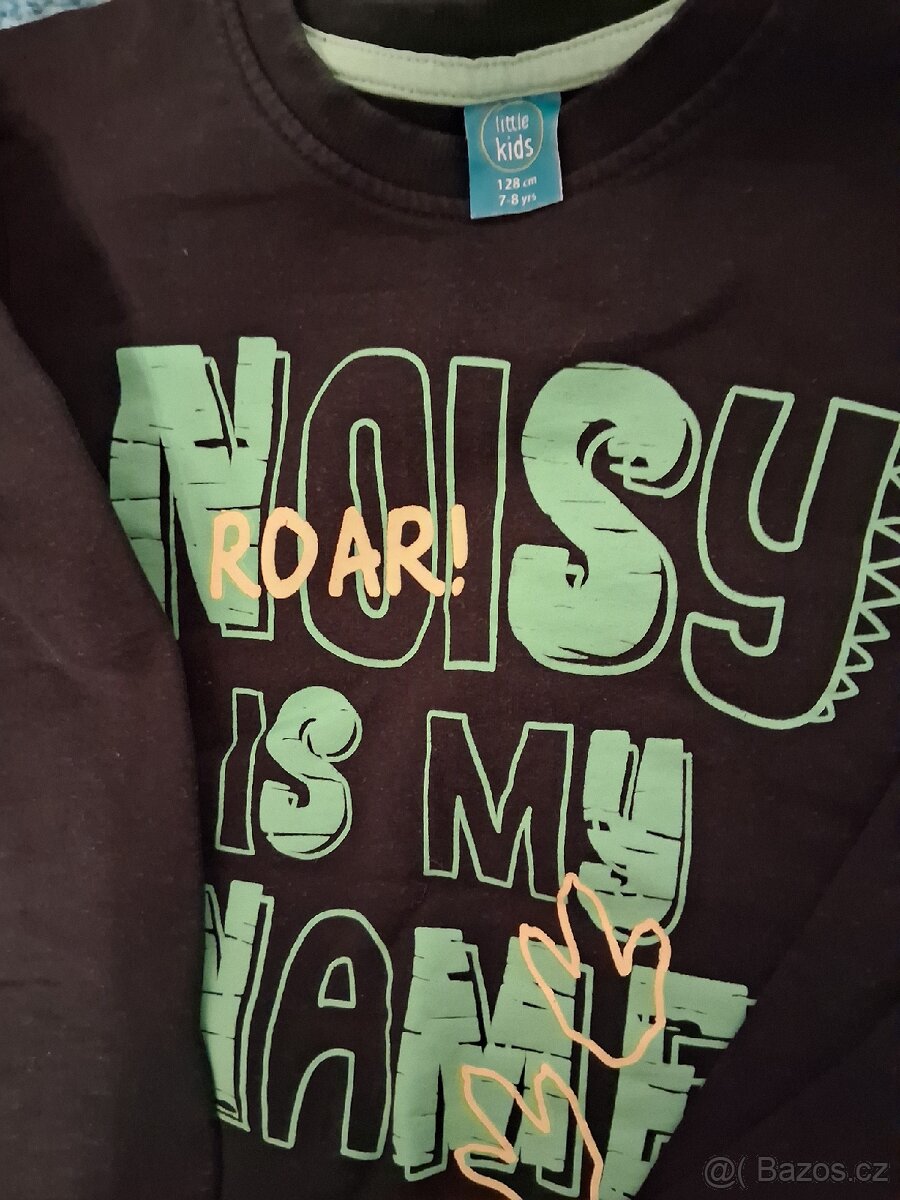 little
kids
128 cm
7-8 yrs
NOISY
ROAR!
IS MY
NAME
@( Bazos.cz